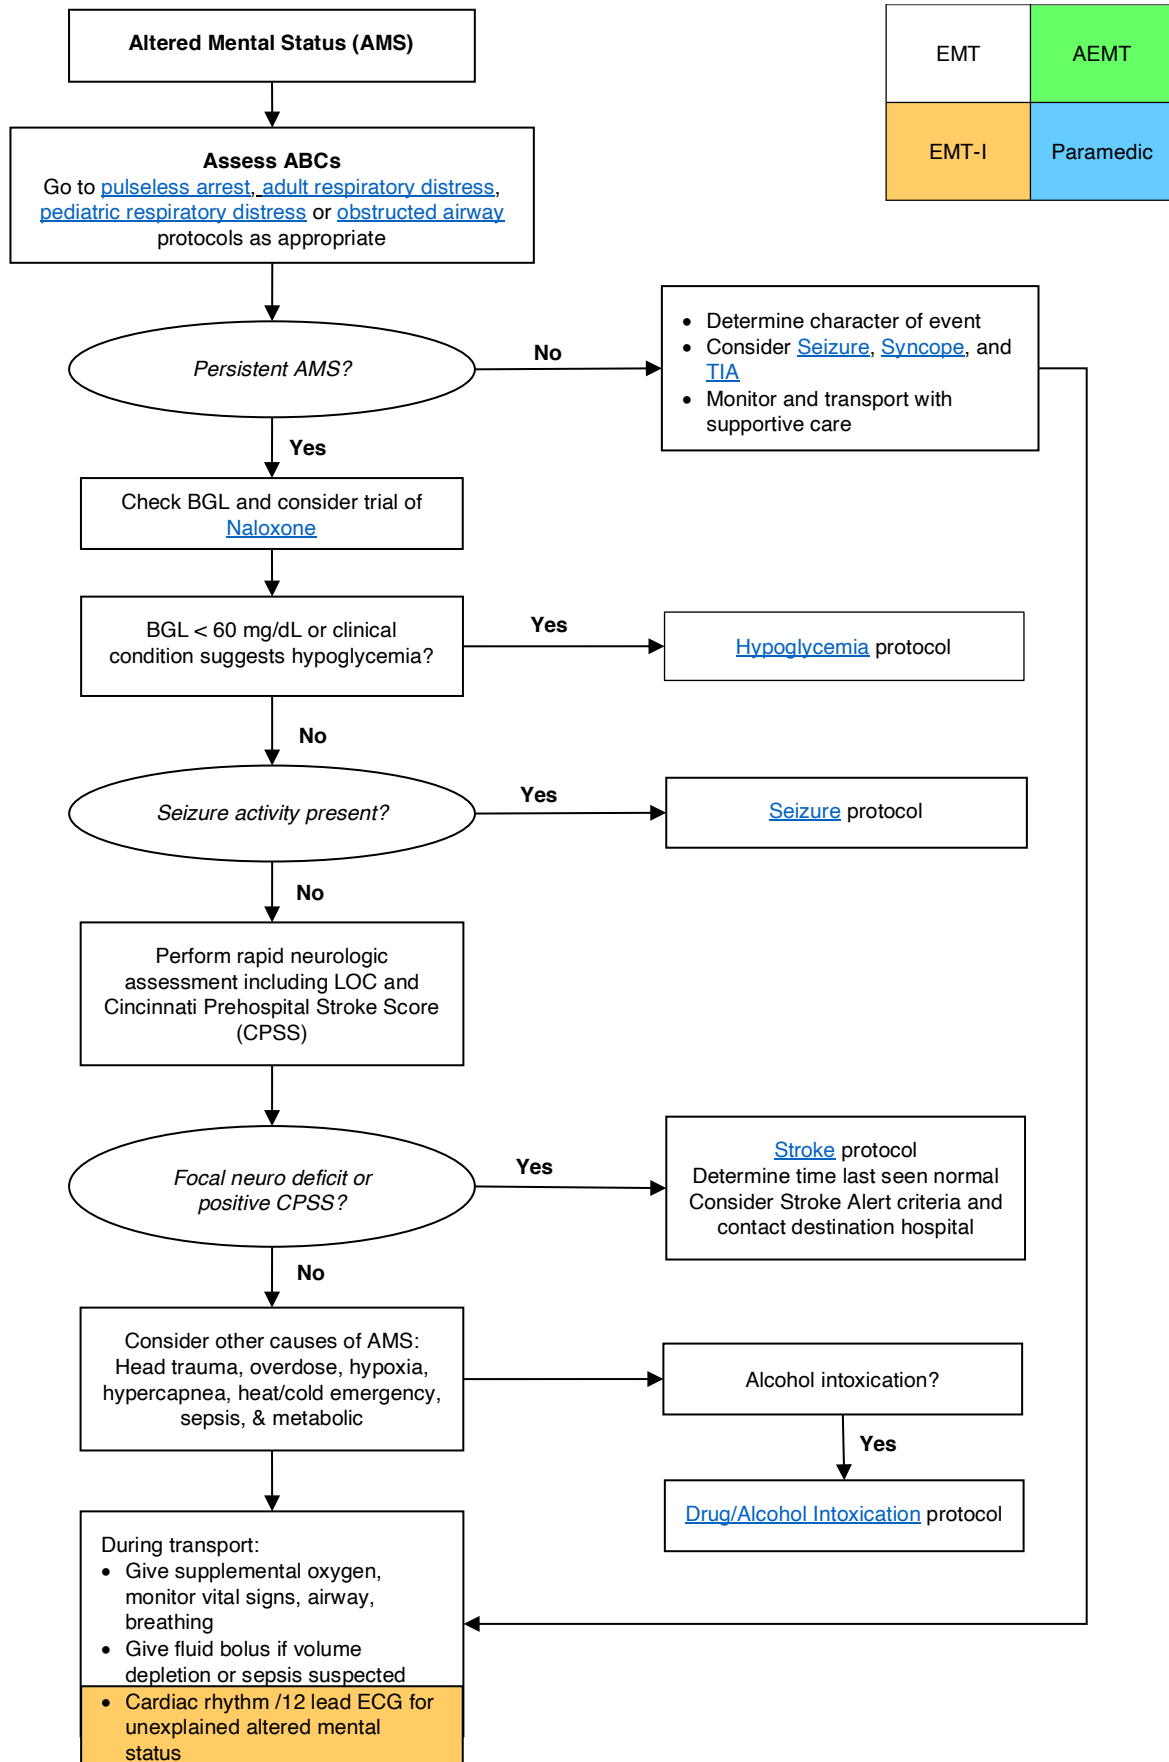 Altered Mental Status (AMS)
EMT
AEMT
EMT-I
Paramedic
Assess ABCs
Go to pulseless arrest, adult respiratory distress,
pediatric respiratory distress or obstructed airway
protocols as appropriate
Persistent AMS?
No
• Determine character of event
• Consider Seizure, Syncope, and
TIA
• Monitor and transport with
supportive care
Yes
Check BGL and consider trial of
Naloxone
BGL < 60 mg/dL or clinical
condition suggests hypoglycemia?
Yes
Hypoglycemia protocol
No
Seizure activity present?
Yes
Seizure protocol
No
Perform rapid neurologic
assessment including LOC and
Cincinnati Prehospital Stroke Score
(CPSS)
Focal neuro deficit or
positive CPSS?
Yes
Stroke protocol
Determine time last seen normal
Consider Stroke Alert criteria and
contact destination hospital
No
Consider other causes of AMS:
Head trauma, overdose, hypoxia,
hypercapnea, heat/cold emergency,
sepsis, & metabolic
Alcohol intoxication?
Yes
Drug/Alcohol Intoxication protocol
During transport:
• Give supplemental oxygen,
monitor vital signs, airway,
breathing
• Give fluid bolus if volume
depletion or sepsis suspected
• Cardiac rhythm /12 lead ECG for
unexplained altered mental
status